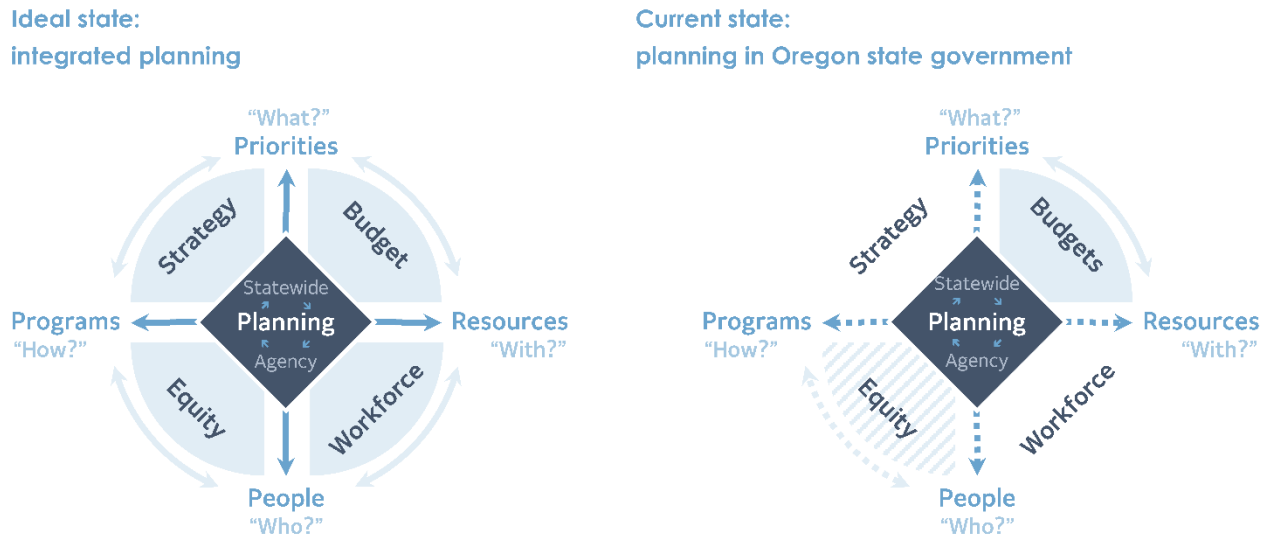 Ideal state:
integrated planning
“What?”
Priorities
Strategy
Budget
Statewide
Planning
Agency
Programs
“How?”
Resources
“With?”
Equity
Workforce
People
“Who?”
Current state:
planning in Oregon state government
“What?”
Priorities
Strategy
Budgets
Statewide
Planning
Agency
Programs
“How?”
Resources
“With?”
Equity
Workforce
People
“Who?”